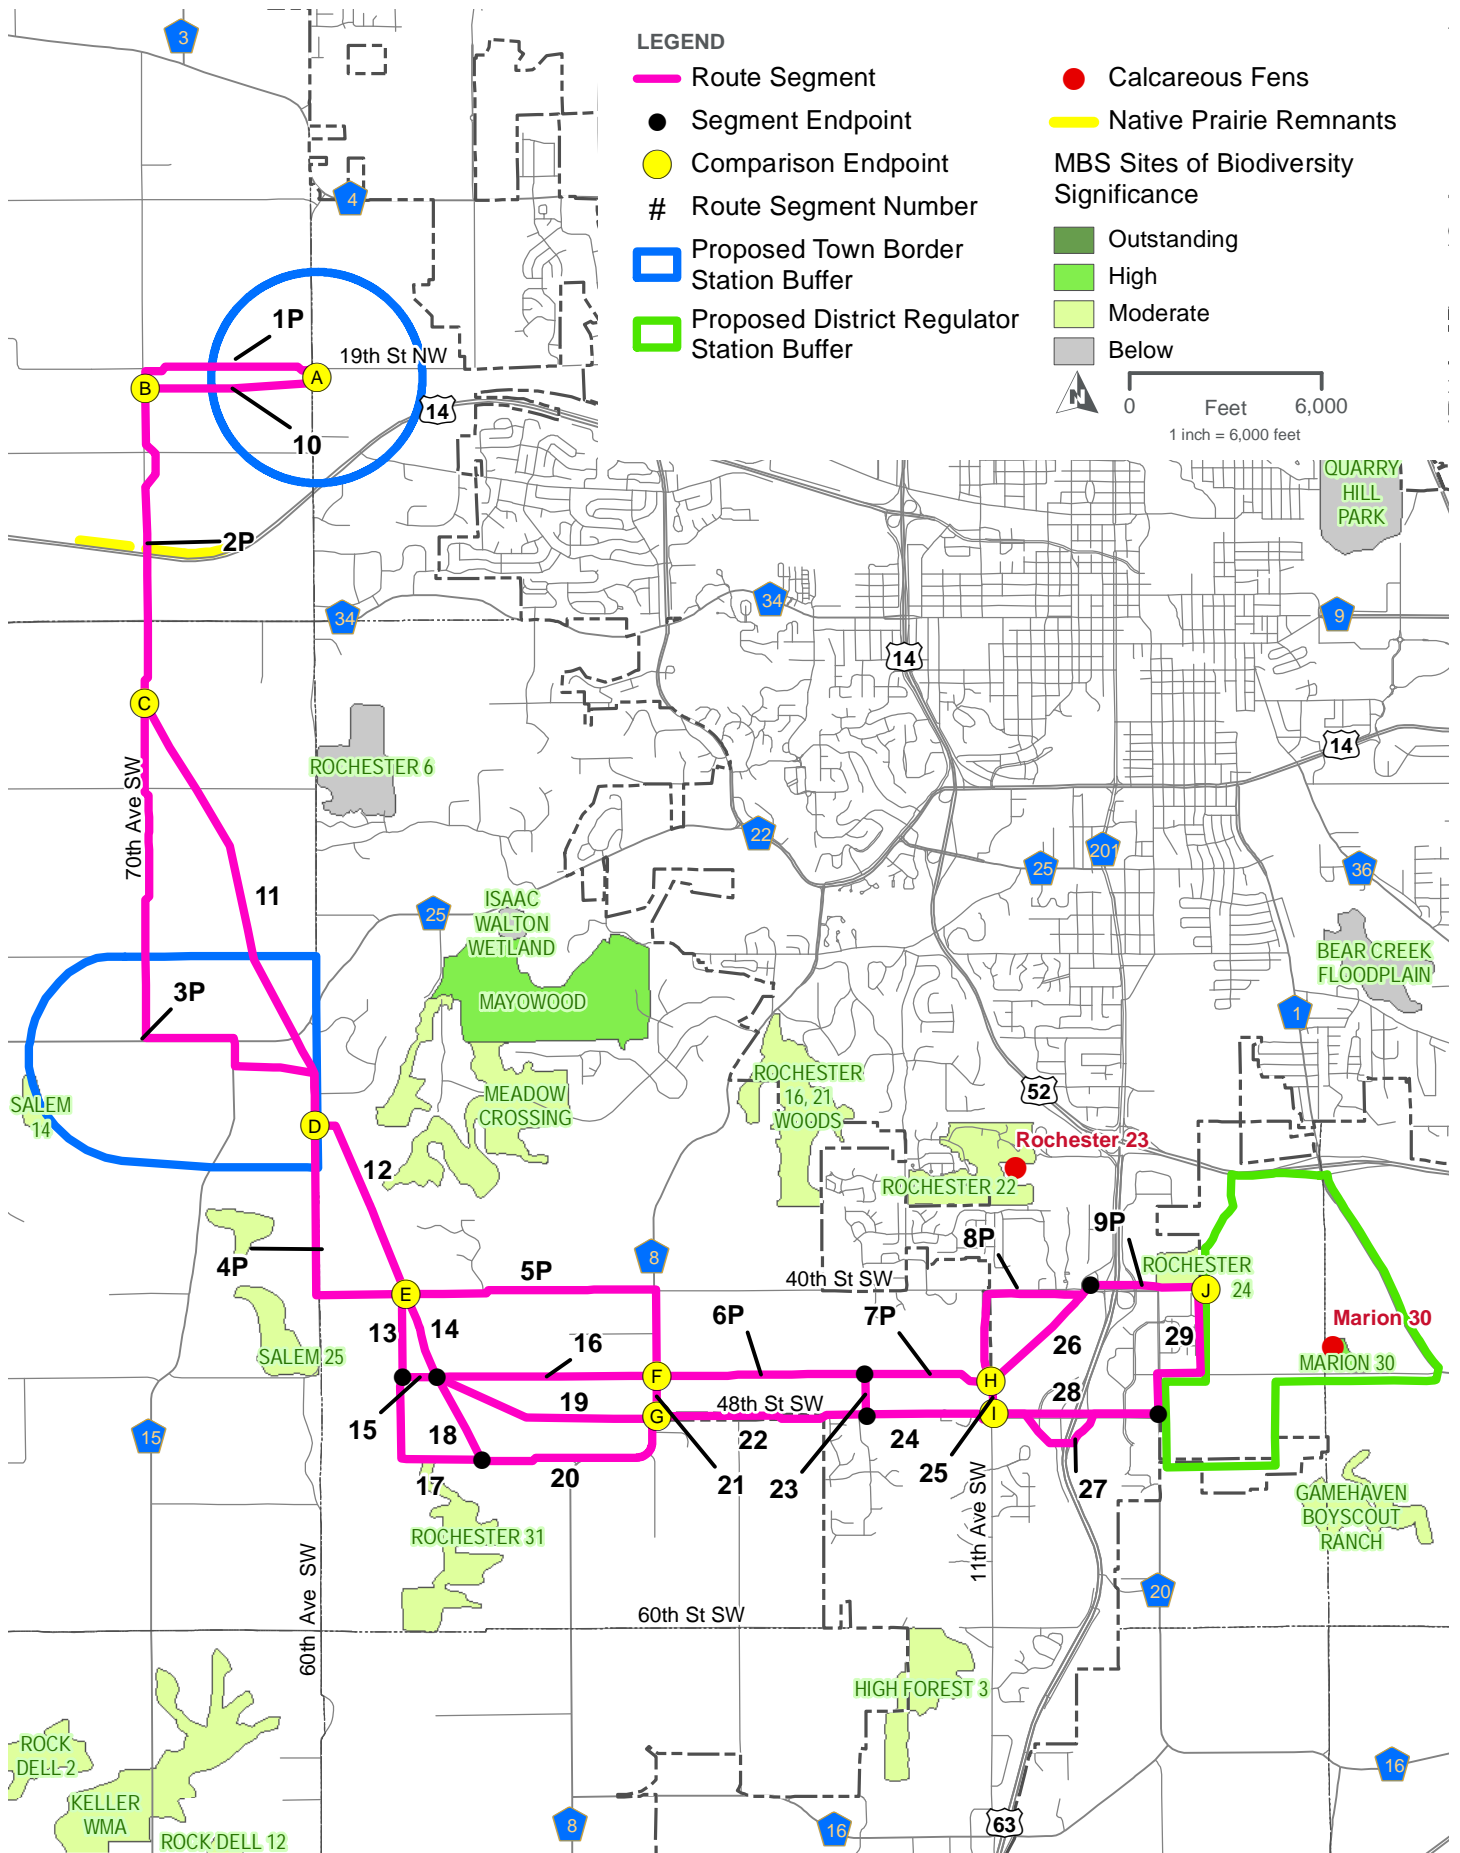 LEGEND
Route Segment
Segment Endpoint
Comparison Endpoint
# Route Segment Number
Proposed Town Border
Station Buffer
Proposed District Regulator
Station Buffer
Calcareous Fens
Native Prairie Remnants
MBS Sites of Biodiversity
Significance
Outstanding
High
Moderate
Below
N
0 Feet 6,000
1 inch = 6,000 feet
3
4
1P
19th St NW
A
B
14
10
2P
QUARRY
HILL
PARK
34
34
9
14
C
14
ROCHESTER 6
70th Ave SW
22
201
25
36
11
25
ISAAC
WALTON
WETLAND
MAYOWOOD
BEAR CREEK
FLOODPLAIN
3P
1
SALEM
14
MEADOW
CROSSING
ROCHESTER
16, 21
WOODS
52
D
Rochester 23
12
ROCHESTER 22
4P
8
8P
9P
5P
40th St SW
ROCHESTER
24
E
J
13
14
6P
7P
26
29
Marion 30
SALEM 25
16
MARION 30
F
H
28
15
19
48th St SW
G
I
18
22
24
15
17
20
21
23
25
27
11th Ave SW
GAMEHAVEN
BOYSCOUT
RANCH
ROCHESTER 31
60th Ave SW
20
60th St SW
HIGH FOREST 3
ROCK
DELL 2
16
KELLER
WMA
ROCK DELL 12
8
16
63